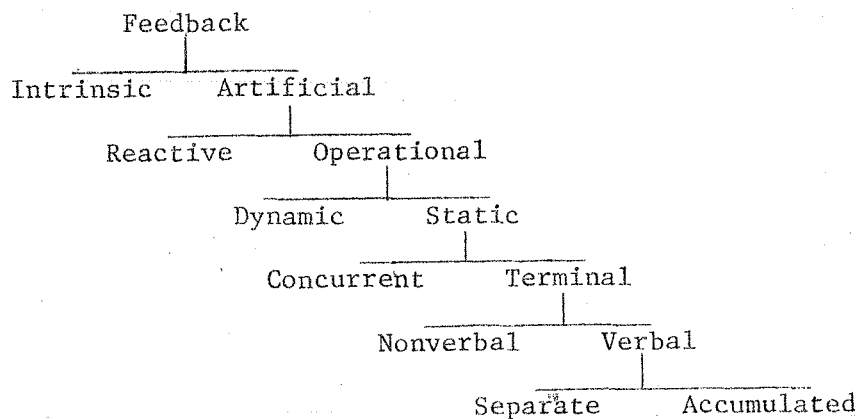 Feedback
Intrinsic Artificial
Reactive Operational
Dynamic Static
Concurrent Terminal
Nonverbal Verbal
Separate Accumulated